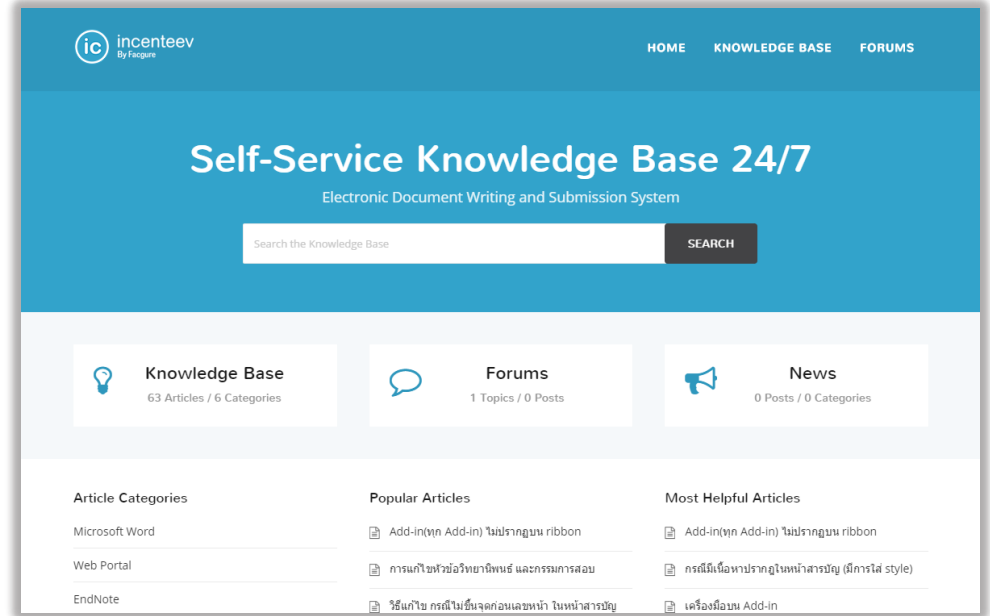 ic incenteev
By Facgure
HOME KNOWLEDGE BASE FORUMS
Self-Service Knowledge Base 24/7
Electronic Document Writing and Submission System
Search the Knowledge Base SEARCH
Knowledge Base
63 Articles / 6 Categories
Forums
1 Topics / 0 Posts
News
0 Posts / 0 Categories
Article Categories
Microsoft Word
Web Portal
EndNote
Popular Articles
Add-in(ทุก Add-in) ไม่ปรากฏบน ribbon
การแก้ไขหัวข้อวิทยานิพนธ์ และกรรมการสอบ
วิธีแก้ไข กรณีไม่ขึ้นจุดก่อนเลขหน้า ในหน้าสารบัญ
Most Helpful Articles
Add-in(ทุก Add-in) ไม่ปรากฏบน ribbon
กรณีมีเนื้อหาปรากฏในหน้าสารบัญ (มีการใส่ style)
เครื่องมือบน Add-in